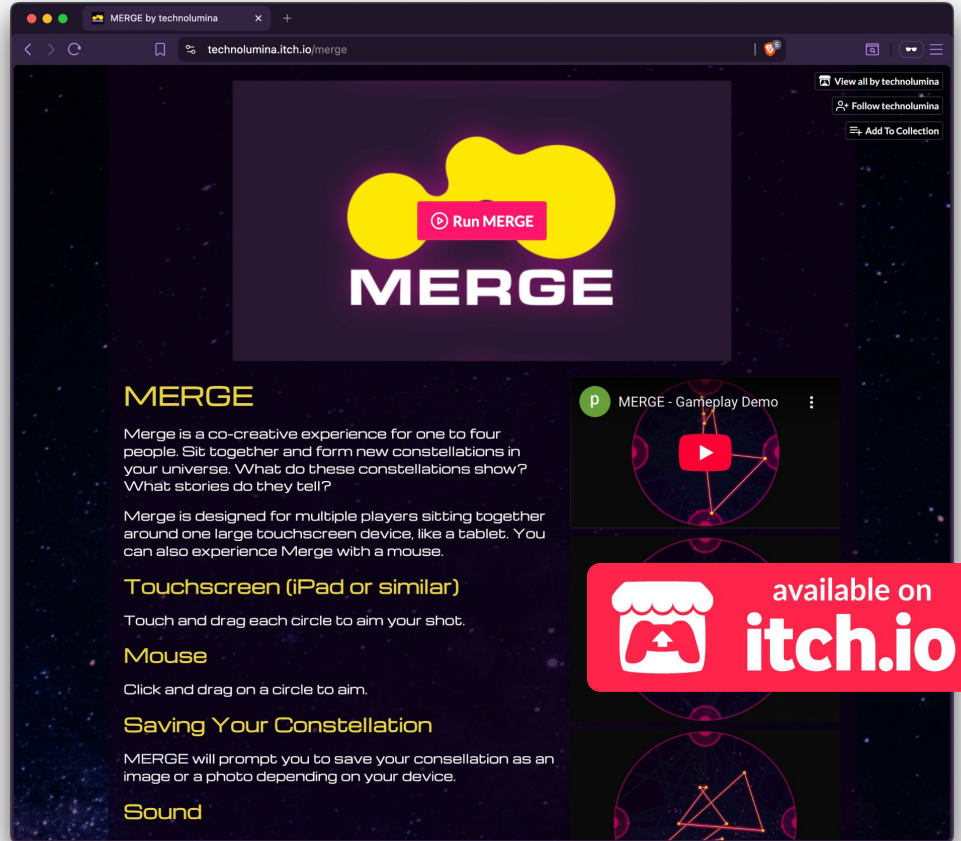 MERGE by technolumina
technolumina.itch.io/merge
5
View all by technolumina
Follow technolumina
Add To Collection
Run MERGE
MERGE
MERGE
Merge is a co-creative experience for one to four
people. Sit together and form new constellations in
your universe. What do these constellations show?
What stories do they tell?
Merge is designed for multiple players sitting together
around one large touchscreen device, like a tablet. You
can also experience Merge with a mouse.
Touchscreen (iPad or similar)
Touch and drag each circle to aim your shot.
Mouse
Click and drag on a circle to aim.
Saving Your Constellation
MERGE will prompt you to save your consellation as an
image or a photo depending on your device.
Sound
p
MERGE - Gameplay Demo
available on
itch.io